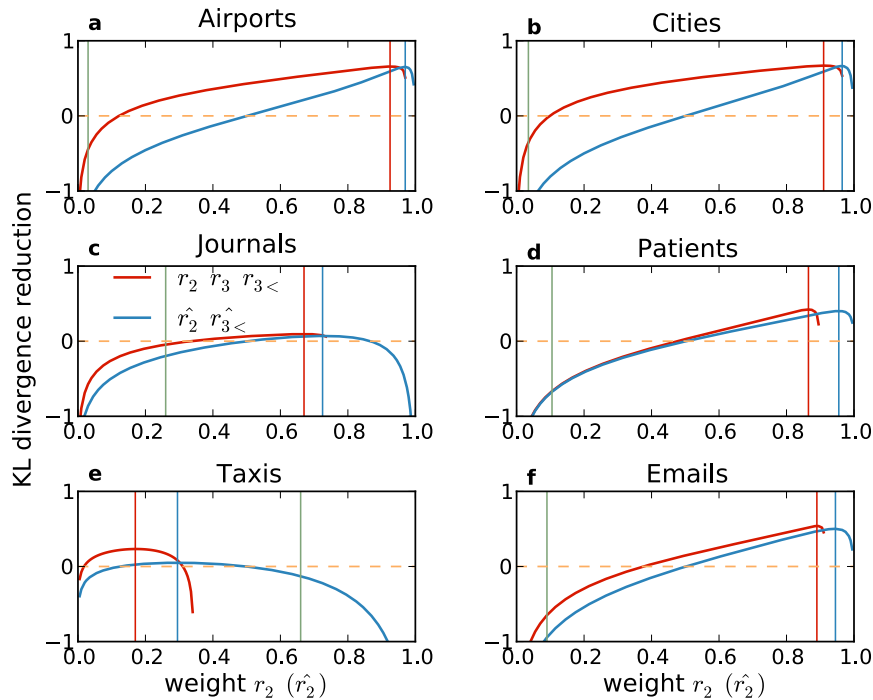 a Airports
b Cities
1
0
−1
0.0 0.2 0.4 0.6 0.8 1.0
1
0
−1
0.0 0.2 0.4 0.6 0.8 1.0
KL divergence reduction
c Journals
d Patients
1
0
−1
0.0 0.2 0.4 0.6 0.8 1.0
r₂ r₃ r₃<
r̂₂ r̂₃<
1
0
−1
0.0 0.2 0.4 0.6 0.8 1.0
e Taxis
f Emails
1
0
−1
0.0 0.2 0.4 0.6 0.8 1.0
weight r₂ (r̂₂)
1
0
−1
0.0 0.2 0.4 0.6 0.8 1.0
weight r₂ (r̂₂)